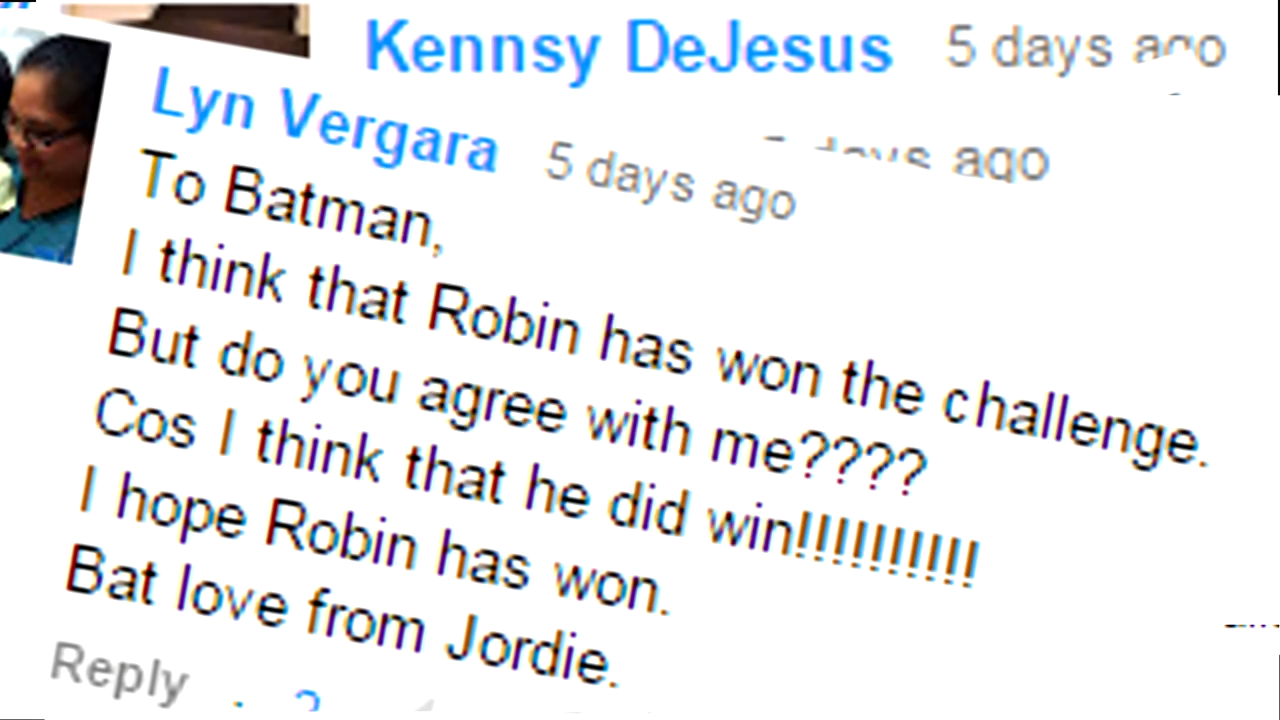 Kennsy DeJesus 5 days ago
days ago
Lyn Vergara 5 days ago
To Batman,
I think that Robin has won the challenge.
But do you agree with me????
Cos I think that he did win!!!!!!!!!!
I hope Robin has won.
Bat love from Jordie.
Reply